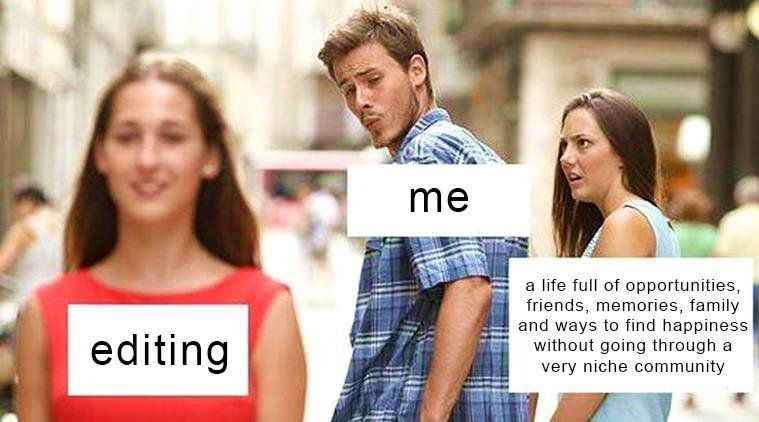 editing
me
a life full of opportunities,
friends, memories, family
and ways to find happiness
without going through a
very niche community